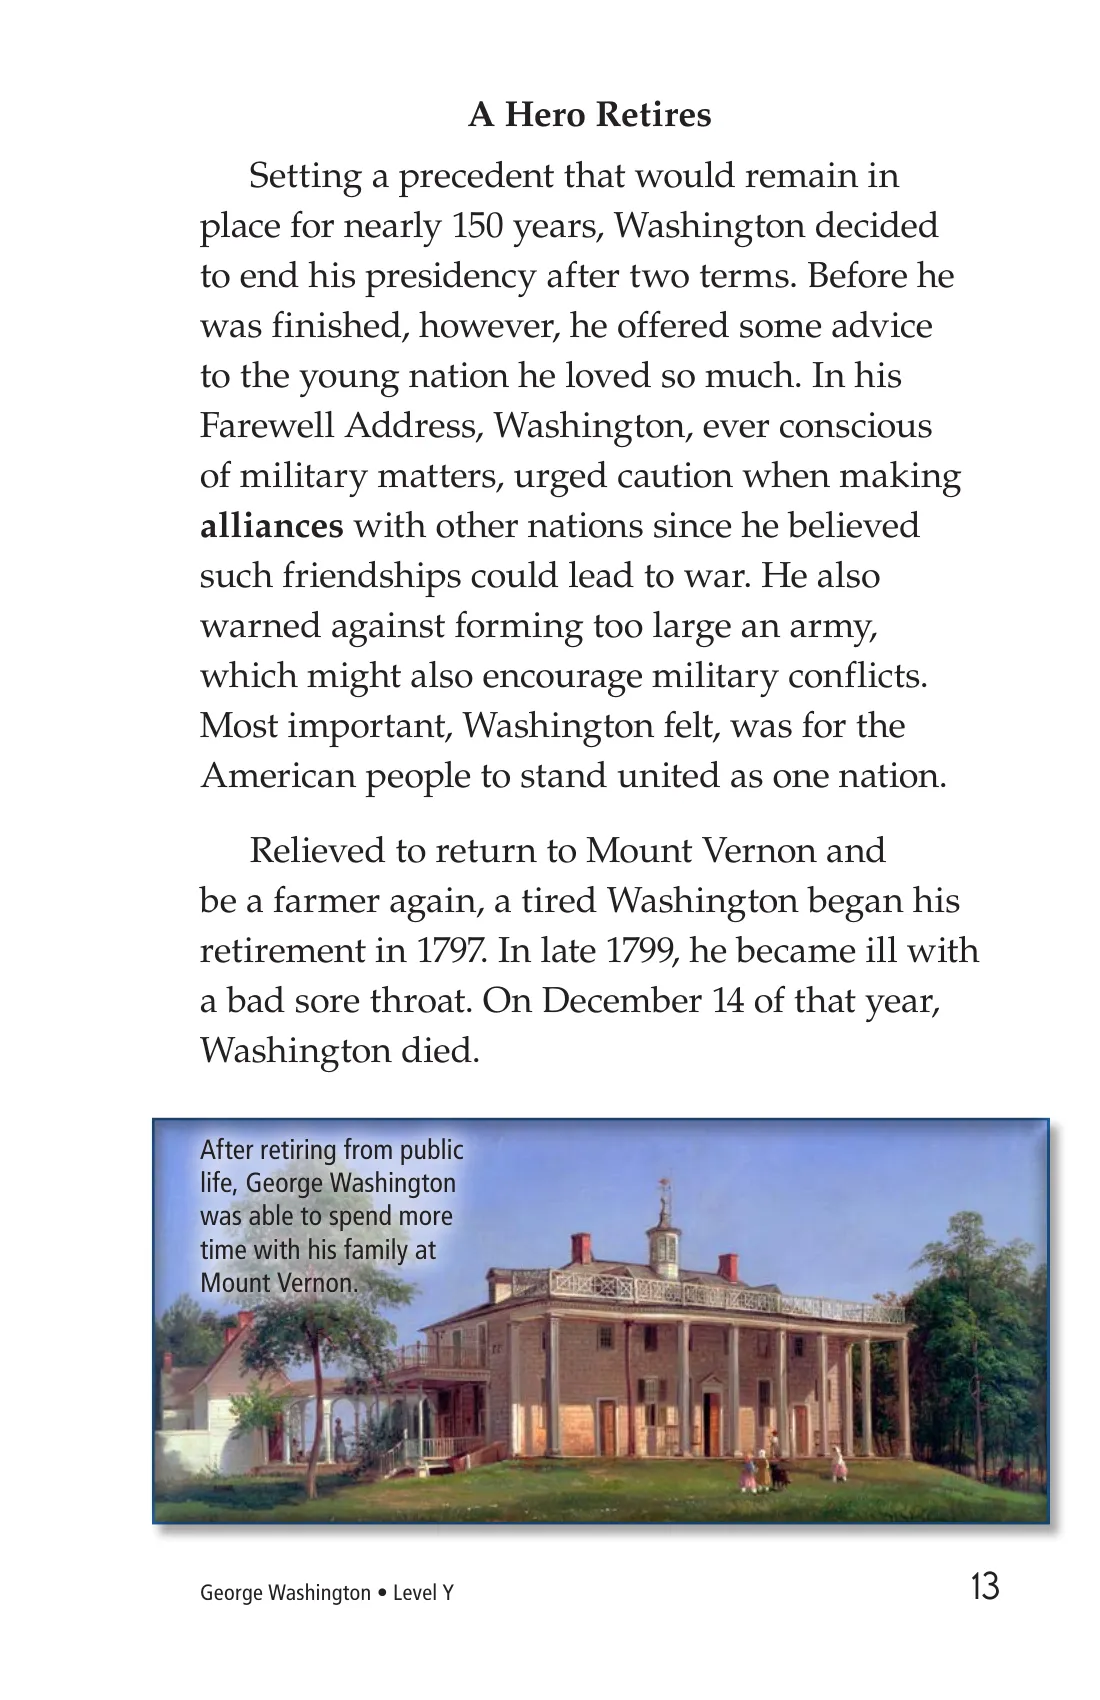 A Hero Retires
Setting a precedent that would remain in
place for nearly 150 years, Washington decided
to end his presidency after two terms. Before he
was finished, however, he offered some advice
to the young nation he loved so much. In his
Farewell Address, Washington, ever conscious
of military matters, urged caution when making
alliances with other nations since he believed
such friendships could lead to war. He also
warned against forming too large an army,
which might also encourage military conflicts.
Most important, Washington felt, was for the
American people to stand united as one nation.
Relieved to return to Mount Vernon and
be a farmer again, a tired Washington began his
retirement in 1797. In late 1799, he became ill with
a bad sore throat. On December 14 of that year,
Washington died.
After retiring from public
life, George Washington
was able to spend more
time with his family at
Mount Vernon.
George Washington • Level Y
13